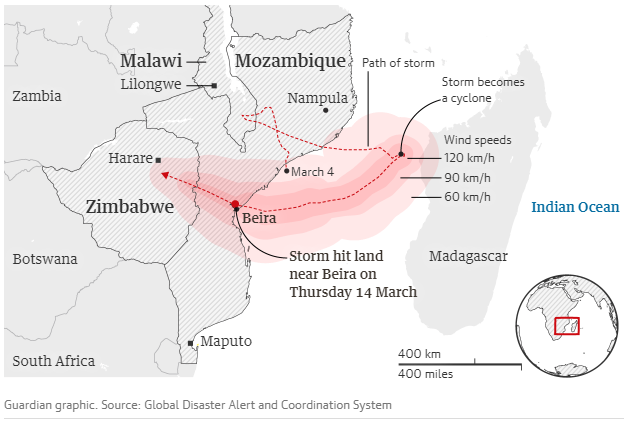 Malawi
Mozambique
Path of storm
Lilongwe
Storm becomes
a cyclone
Zambia
Nampula
Wind speeds
120 km/h
Harare
March 4
90 km/h
60 km/h
Zimbabwe
Beira
Indian Ocean
Botswana
Storm hit land
near Beira on
Thursday 14 March
Madagascar
Maputo
400 km
400 miles
South Africa
Guardian graphic. Source: Global Disaster Alert and Coordination System